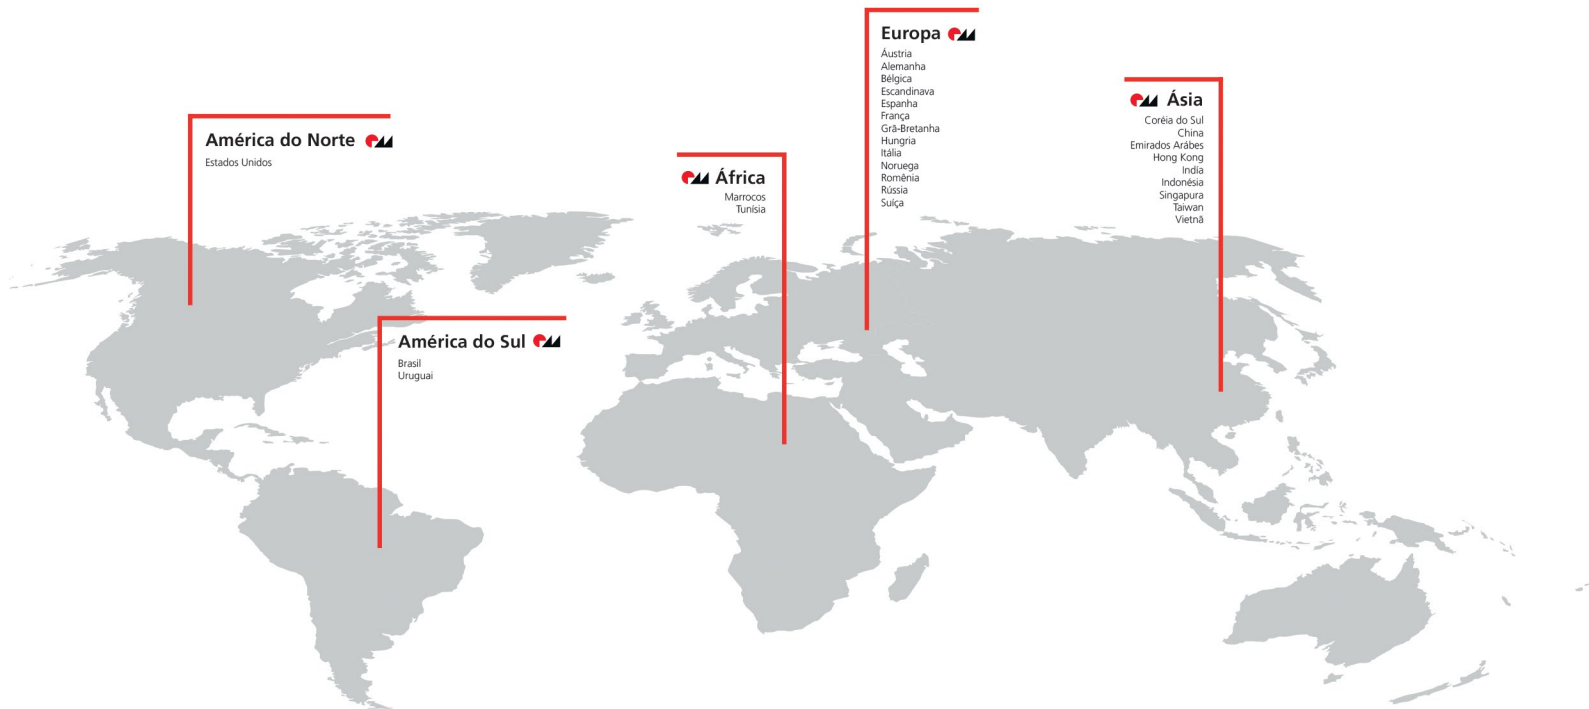 América do Norte
Estados Unidos
América do Sul
Brasil
Uruguai
África
Marrocos
Tunísia
Europa
Áustria
Alemanha
Bélgica
Escandinava
Espanha
França
Grã-Bretanha
Hungria
Itália
Noruega
Romênia
Rússia
Suíça
Ásia
Coréia do Sul
China
Emirados Arábes
Hong Kong
Indía
Indonésia
Singapura
Taiwan
Vietnã